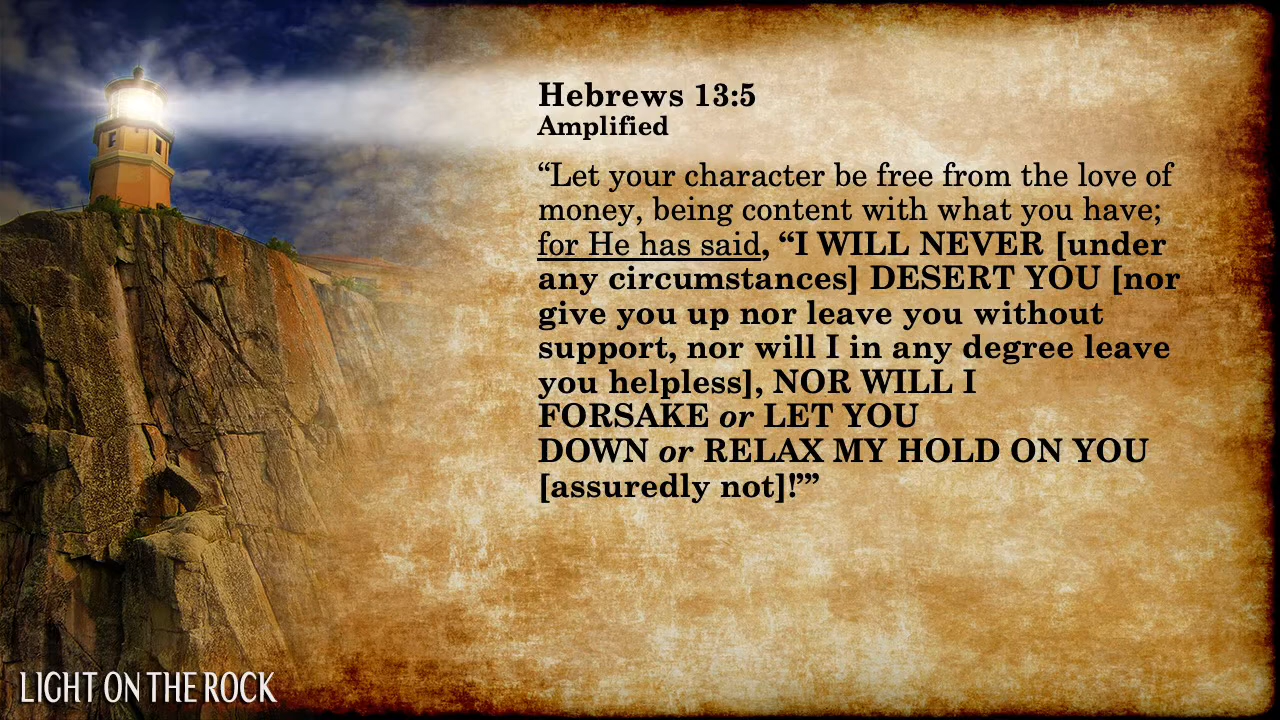 Hebrews 13:5
Amplified
“Let your character be free from the love of
money, being content with what you have;
for He has said, “I WILL NEVER [under
any circumstances] DESERT YOU [nor
give you up nor leave you without
support, nor will I in any degree leave
you helpless], NOR WILL I
FORSAKE or LET YOU
DOWN or RELAX MY HOLD ON YOU
[assuredly not]!’”
LIGHT ON THE ROCK